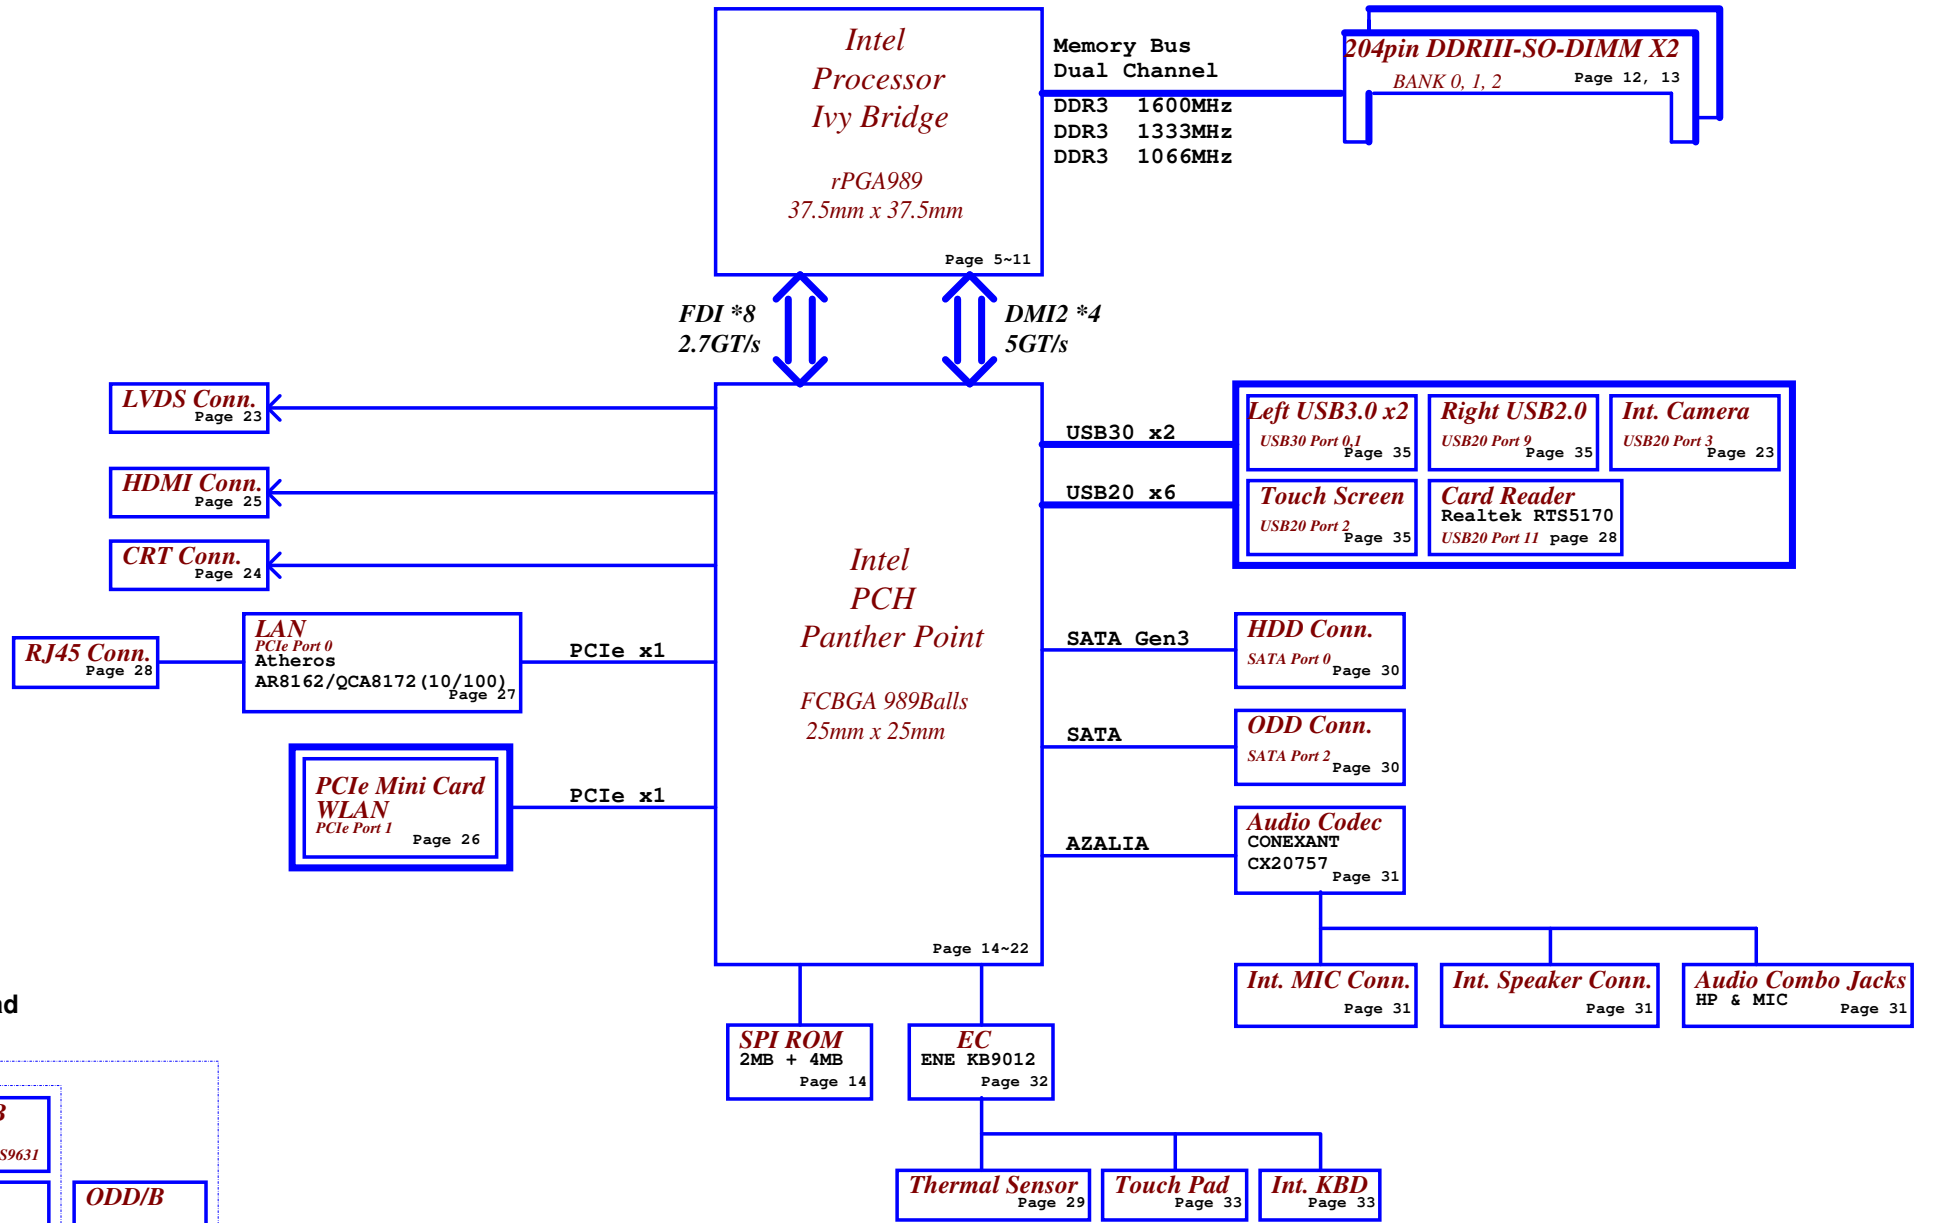 Intel
Processor
Ivy Bridge
rPGA989
37.5mm x 37.5mm
Page 5~11
Memory Bus
Dual Channel
DDR3 1600MHz
DDR3 1333MHz
DDR3 1066MHz
204pin DDRIII-SO-DIMM X2
BANK 0, 1, 2
Page 12, 13
FDI *8
2.7GT/s
DMI2 *4
5GT/s
LVDS Conn.
Page 23
HDMI Conn.
Page 25
CRT Conn.
Page 24
RJ45 Conn.
Page 28
LAN
PCIe Port 0
Atheros
AR8162/QCA8172(10/100)
Page 27
PCIe x1
PCIe Mini Card
WLAN
PCIe Port 1
Page 26
PCIe x1
Intel
PCH
Panther Point
FCBGA 989Balls
25mm x 25mm
Page 14~22
USB30 x2
USB20 x6
Left USB3.0 x2
USB30 Port 0,1
Page 35
Right USB2.0
USB20 Port 9
Page 35
Int. Camera
USB20 Port 3
Page 23
Touch Screen
USB20 Port 2
Page 35
Card Reader
Realtek RTS5170
USB20 Port 11 page 28
SATA Gen3
HDD Conn.
SATA Port 0
Page 30
SATA
ODD Conn.
SATA Port 2
Page 30
AZALIA
Audio Codec
CONEXANT
CX20757
Page 31
Int. MIC Conn.
Page 31
Int. Speaker Conn.
Page 31
Audio Combo Jacks
HP & MIC
Page 31
SPI ROM
2MB + 4MB
Page 14
EC
ENE KB9012
Page 32
Thermal Sensor
Page 29
Touch Pad
Page 33
Int. KBD
Page 33
S9631
ODD/B